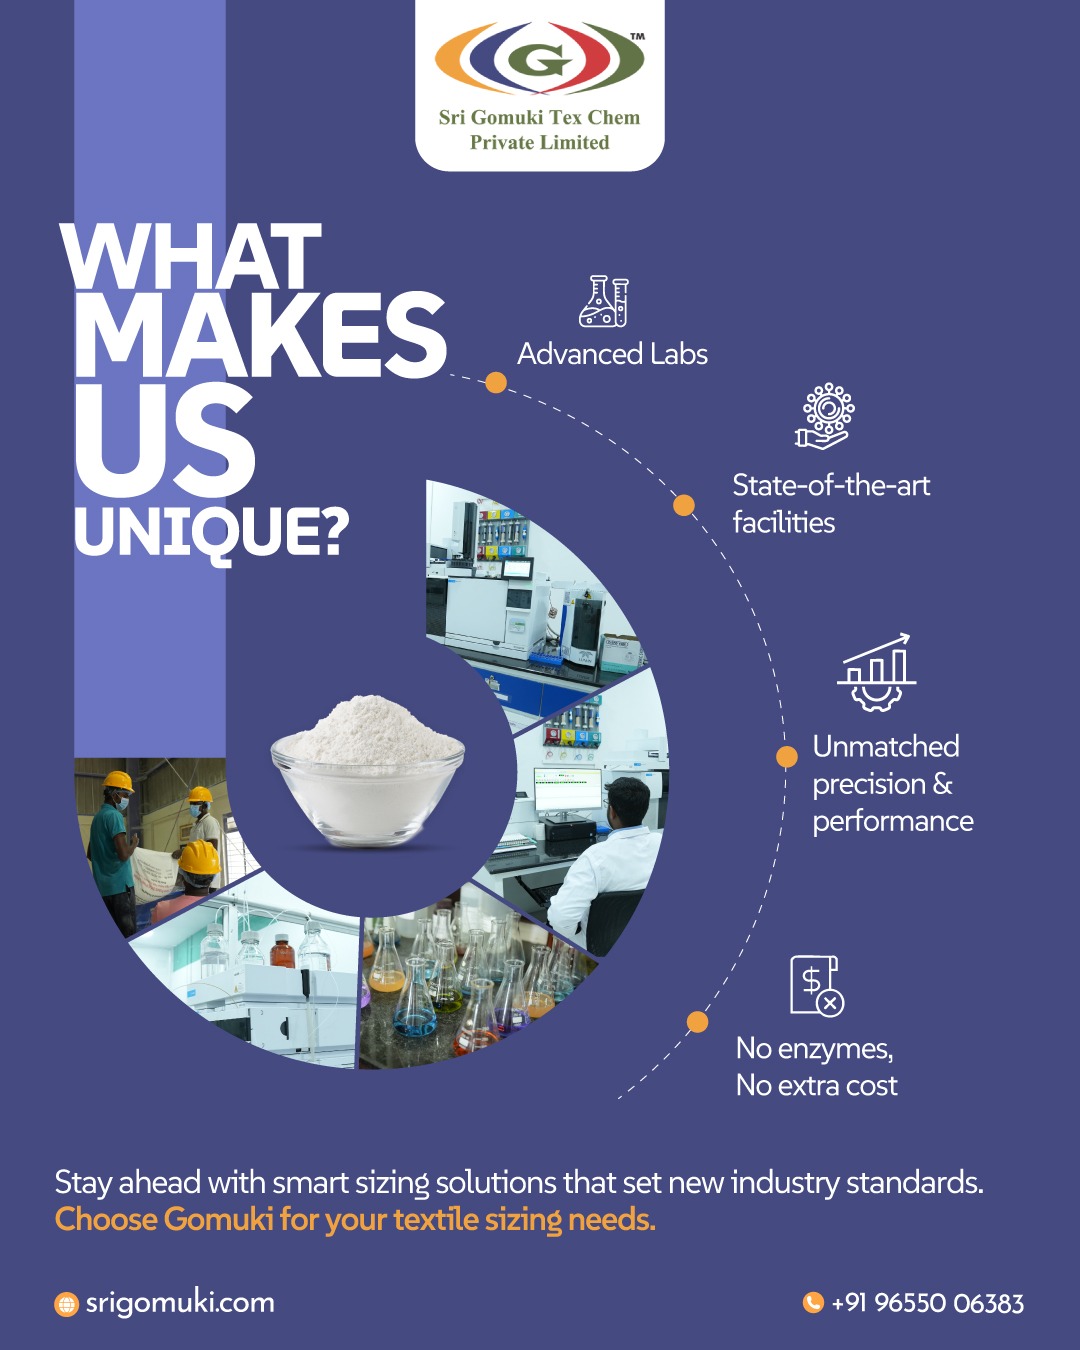 TM
Sri Gomuki Tex Chem
Private Limited
WHAT
MAKES
US
UNIQUE?
Advanced Labs
State-of-the-art
facilities
Unmatched
precision &
performance
No enzymes,
No extra cost
Stay ahead with smart sizing solutions that set new industry standards.
Choose Gomuki for your textile sizing needs.
srigomuki.com
+91 96550 06383